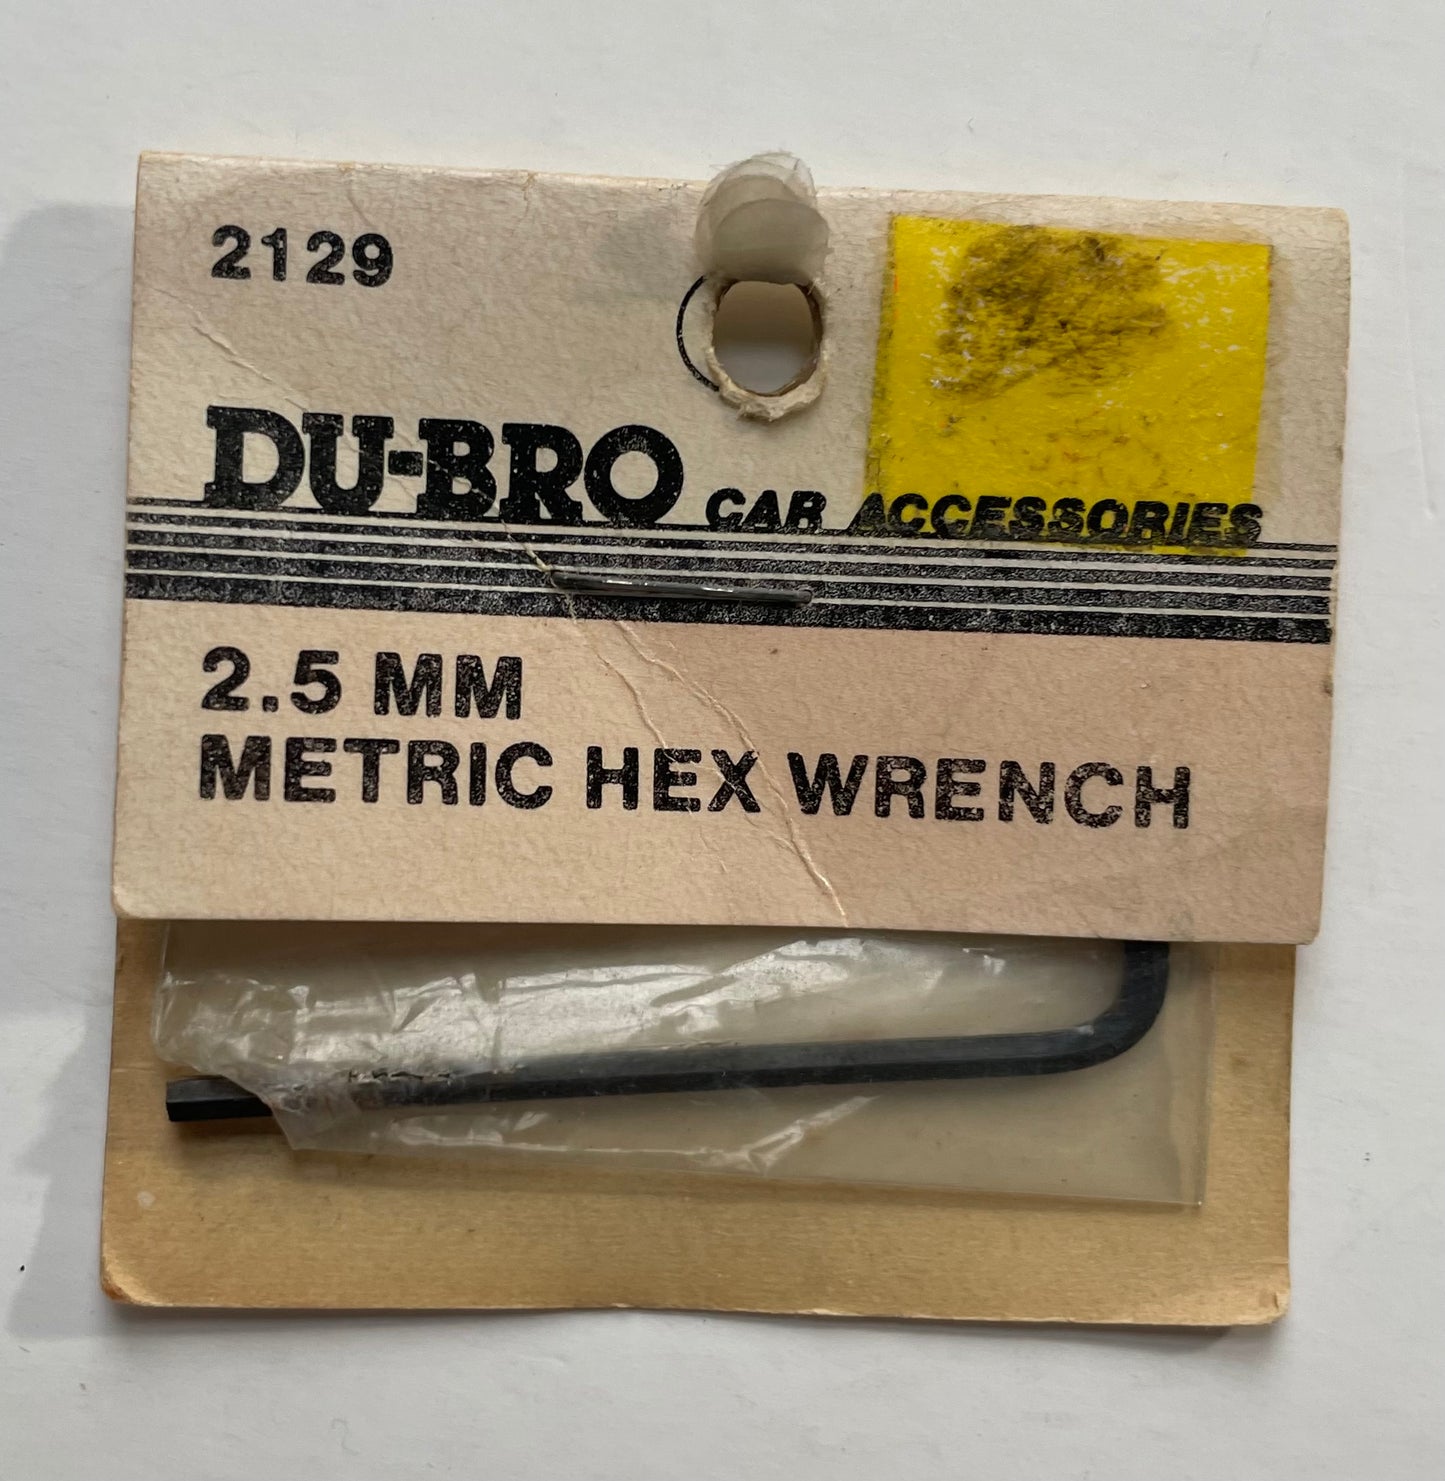 2129
DU-BRO CAR ACCESSORIES
2.5 MM
METRIC HEX WRENCH